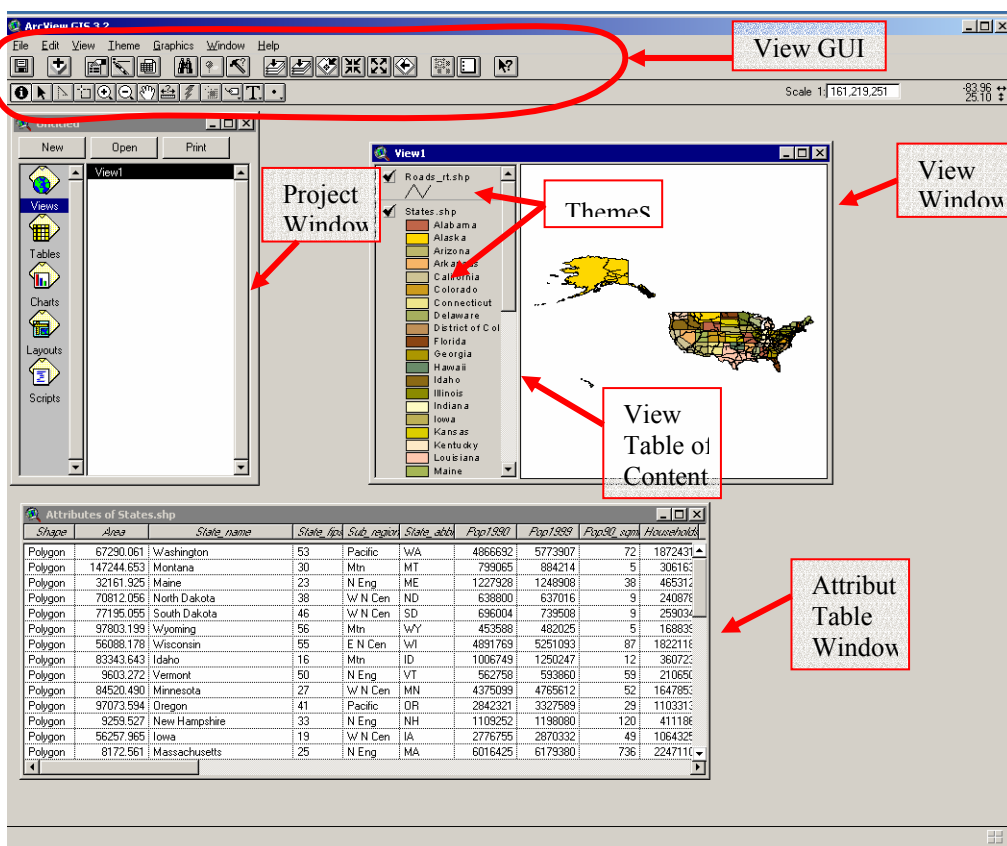 ArcView GIS 3.2
File Edit View Theme Graphics Window Help
View GUI
Scale 1: 161,219,251
-83.96
25.10
Untitled
New Open Print
View1
Views
Tables
Charts
Layouts
Scripts
Project
Window
View1
Roads_rt.shp
States.shp
Alabama
Alaska
Arizona
Arkansas
California
Colorado
Connecticut
Delaware
District of Col
Florida
Georgia
Hawaii
Idaho
Illinois
Indiana
Iowa
Kansas
Kentucky
Louisiana
Maine
Themes
View
Window
View
Table of
Content
Attributes of States.shp
Shape Area State_name State_fips Sub_region State_abb Pop1990 Pop1999 Pop90_sqm Households
Polygon 67290.061 Washington 53 Pacific WA 4866692 5773907 72 1872431
Polygon 147244.653 Montana 30 Mtn MT 799065 884214 5 306163
Polygon 32161.925 Maine 23 N Eng ME 1227928 1248908 38 465312
Polygon 70812.056 North Dakota 38 W N Cen ND 638800 637016 9 240878
Polygon 77195.055 South Dakota 46 W N Cen SD 696004 739508 9 259034
Polygon 97803.199 Wyoming 56 Mtn WY 453588 482025 5 168839
Polygon 56088.178 Wisconsin 55 E N Cen WI 4891769 5251093 87 1822118
Polygon 83343.643 Idaho 16 Mtn ID 1006749 1250247 12 360723
Polygon 9603.272 Vermont 50 N Eng VT 562758 593860 59 210650
Polygon 84520.490 Minnesota 27 W N Cen MN 4375099 4765612 52 1647853
Polygon 97073.594 Oregon 41 Pacific OR 2842321 3327589 29 1103313
Polygon 9259.527 New Hampshire 33 N Eng NH 1109252 1198080 120 411186
Polygon 56257.965 Iowa 19 W N Cen IA 2776755 2870332 49 1064325
Polygon 8172.561 Massachusetts 25 N Eng MA 6016425 6179380 736 2247110
Attribut
Table
Window